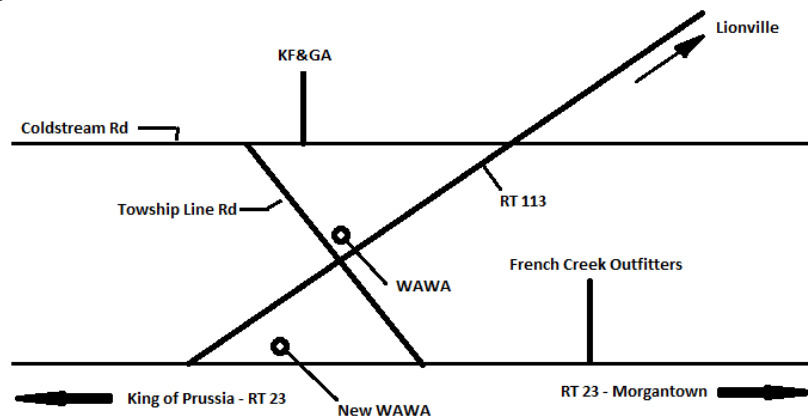 Lionville
KF&GA
Coldstream Rd
RT 113
Towship Line Rd
French Creek Outfitters
WAWA
King of Prussia - RT 23
RT 23 - Morgantown
New WAWA